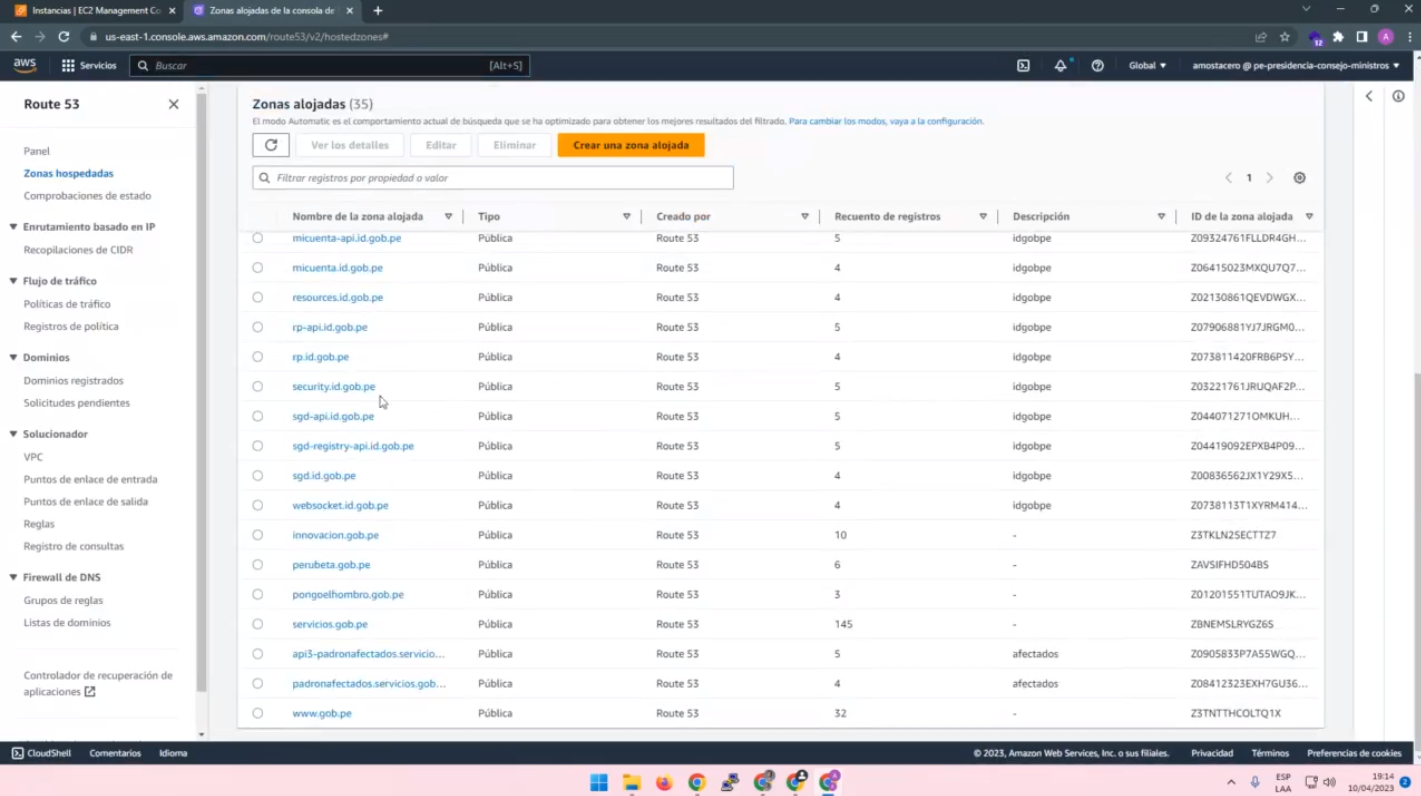 Instancias | EC2 Management Co
Zonas alojadas de la consola de
us-east-1.console.aws.amazon.com/route53/v2/hostedzones#
12
A
aws
Servicios
Buscar
[Alt+S]
Global
amostacero @ pe-presidencia-consejo-ministros
Route 53
Panel
Zonas hospedadas
Comprobaciones de estado
Enrutamiento basado en IP
Recopilaciones de CIDR
Flujo de tráfico
Políticas de tráfico
Registros de política
Dominios
Dominios registrados
Solicitudes pendientes
Solucionador
VPC
Puntos de enlace de entrada
Puntos de enlace de salida
Reglas
Registro de consultas
Firewall de DNS
Grupos de reglas
Listas de dominios
Controlador de recuperación de
aplicaciones
Zonas alojadas (35)
El modo Automatic es el comportamiento actual de búsqueda que se ha optimizado para obtener los mejores resultados del filtrado. Para cambiar los modos, vaya a la configuración.
Ver los detalles
Editar
Eliminar
Crear una zona alojada
Filtrar registros por propiedad o valor
1
Nombre de la zona alojada Tipo Creado por Recuento de registros Descripción ID de la zona alojada
micuenta-api.id.gob.pe Pública Route 53 5 idgobpe Z09324761FLLDR4GH...
micuenta.id.gob.pe Pública Route 53 4 idgobpe Z06415023MXQU7Q7...
resources.id.gob.pe Pública Route 53 4 idgobpe Z02130861QEVDWGX...
rp-api.id.gob.pe Pública Route 53 5 idgobpe Z07906881YJ7JRGM0...
rp.id.gob.pe Pública Route 53 4 idgobpe Z073811420FRB6PSY...
security.id.gob.pe Pública Route 53 5 idgobpe Z03221761JRUQAF2P...
sgd-api.id.gob.pe Pública Route 53 5 idgobpe Z044071271OMKUH...
sgd-registry-api.id.gob.pe Pública Route 53 5 idgobpe Z04419092EPXB4P09...
sgd.id.gob.pe Pública Route 53 4 idgobpe Z00836562JX1Y29X5...
websocket.id.gob.pe Pública Route 53 4 idgobpe Z0738113T1XYRM414...
innovacion.gob.pe Pública Route 53 10 - Z3TKLN2SECTTZ7
perubeta.gob.pe Pública Route 53 6 - ZAVSIFHD504BS
pongoelhombro.gob.pe Pública Route 53 3 - Z01201551TUTAO9JK...
servicios.gob.pe Pública Route 53 145 - ZBNEMSLRYGZ6S
api3-padronafectados.servicio... Pública Route 53 5 afectados Z0905833P7A55WGQ...
padronafectados.servicios.gob... Pública Route 53 4 afectados Z08412323EXH7GU36...
www.gob.pe Pública Route 53 32 - Z3TNTTHCOLTQ1X
CloudShell
Comentarios
Idioma
© 2023, Amazon Web Services, Inc. o sus filiales.
Privacidad
Términos
Preferencias de cookies
ESP
LAA
19:14
10/04/2023
2